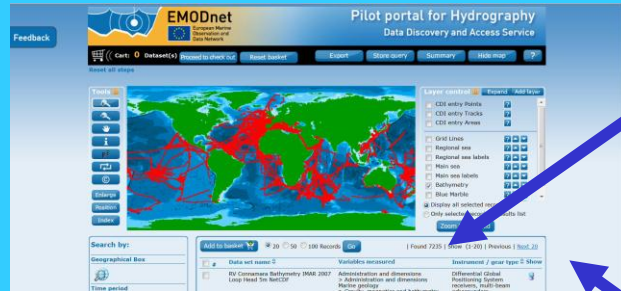 EMODnet
European Marine
Observation and
Data Network
Pilot portal for Hydrography
Data Discovery and Access Service
Feedback
Cart: 0 Dataset(s) Proceed to check out Reset basket Export Store query Summary Hide map ?
Reset all steps
Tools
Layer control Expand Add layer
CDI entry Points ?
CDI entry Tracks ?
CDI entry Areas ?
Grid Lines ?
Regional sea ?
Regional sea labels ?
Main sea ?
Main sea labels ?
Bathymetry ?
Blue Marble ?
Display all selected
Only selected results list
Zoom
i
©
Enlarge
Position
Index
Search by:
Geographical Box
Time period
Add to basket 20 50 100 Records Go | Found 7235 | Show (1-20) | Previous | Next 20
# Data set name Variables measured Instrument / gear type Show
RV Connamara Bathymetry IMAR 2007
Loop Head 5m NetCDF
Administration and dimensions
> Administration and dimensions
Marine geology
Differential Global
Positioning System
receivers, multi-beam